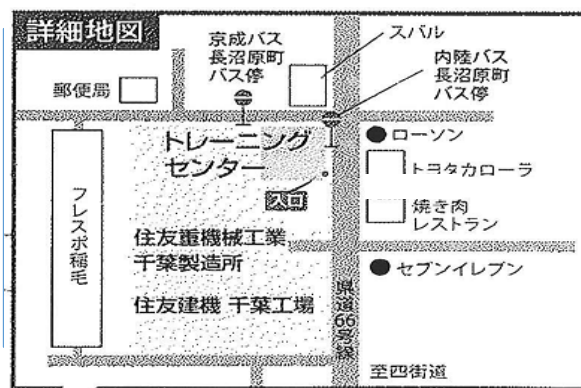 詳細地図
京成バス
長沼原町
バス停
スバル
内陸バス
長沼原町
バス停
郵便局
トレーニング
センター
ローソン
トヨタカローラ
入口
焼き肉
レストラン
フレスポ稲毛
住友重機械工業
千葉製造所
セブンイレブン
住友建機 千葉工場
県道66号線
至四街道